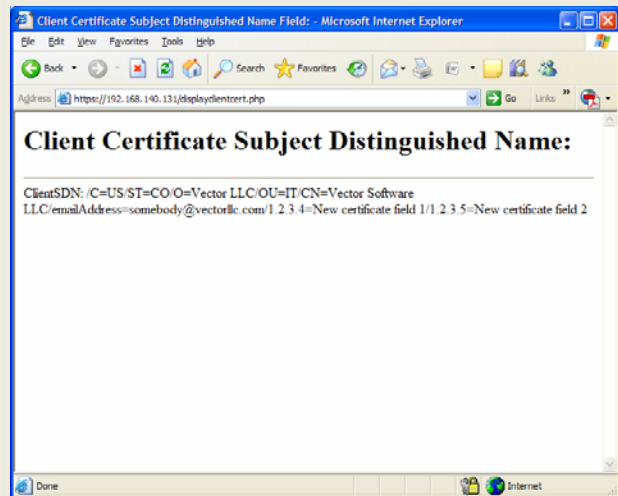 Client Certificate Subject Distinguished Name Field: - Microsoft Internet Explorer
File Edit View Favorites Tools Help
Back Search Favorites
Address https://192.168.140.131/displayclientcert.php Go Links »
Client Certificate Subject Distinguished Name:
ClientSDN: /C=US/ST=CO/O=Vector LLC/OU=IT/CN=Vector Software
LLC/emailAddress=somebody@vectorllc.com/1.2.3.4=New certificate field 1/1.2.3.5=New certificate field 2
Done Internet